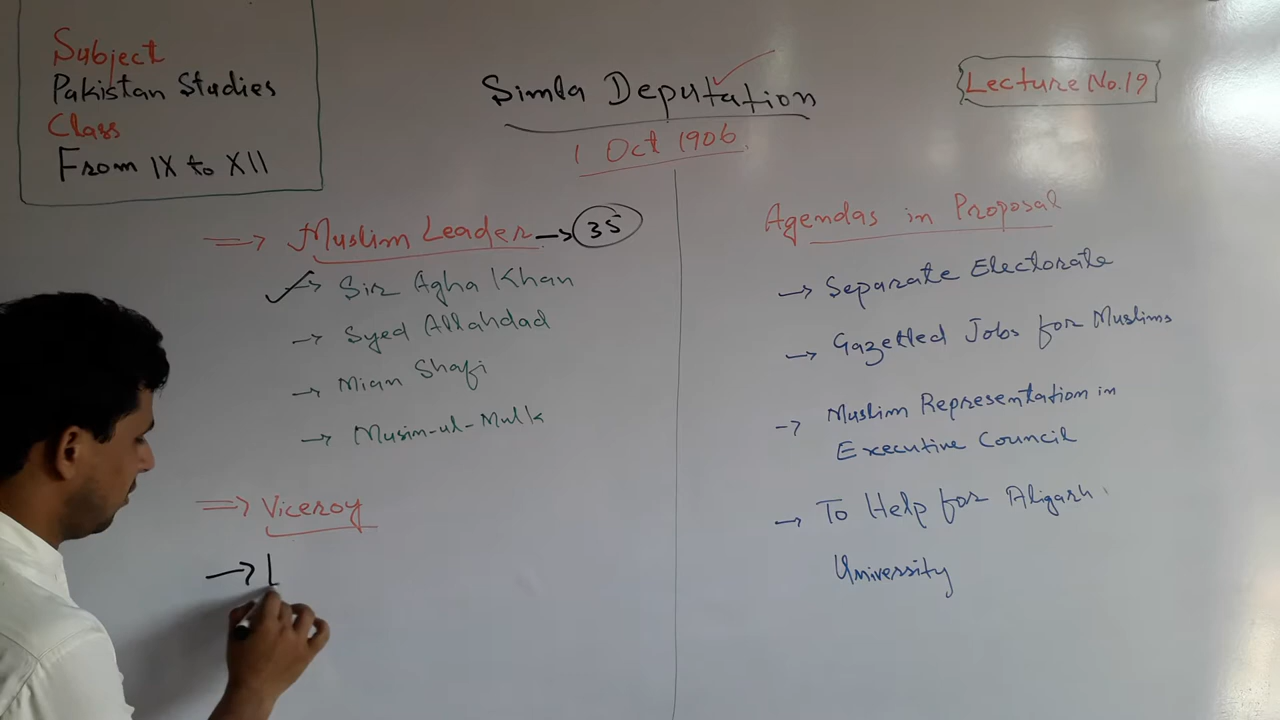 Subject
Pakistan Studies
Class
From IX to XII
Simla Deputation
1 Oct 1906
Lecture No.19
=> Muslim Leader → 35
✓→ Sir Agha Khan
→ Syed Allahdad
→ Mian Shafi
→ Musim-ul-Mulk
=> Viceroy
→ L
Agendas in Proposal
→ Separate Electorate
→ Gazetted Jobs for Muslims
→ Muslim Representation in
Executive Council
→ To Help for Aligarh
University